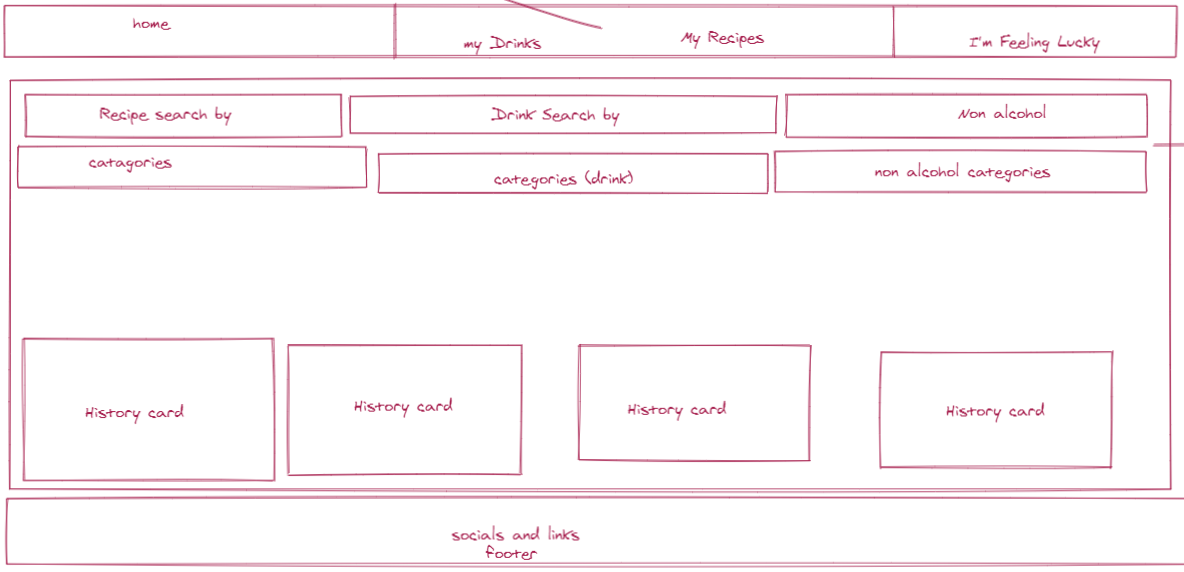 home
my Drinks
My Recipes
I'm Feeling Lucky
Recipe search by
Drink Search by
Non alcohol
catagories
categories (drink)
non alcohol categories
History card
History card
History card
History card
socials and links
footer